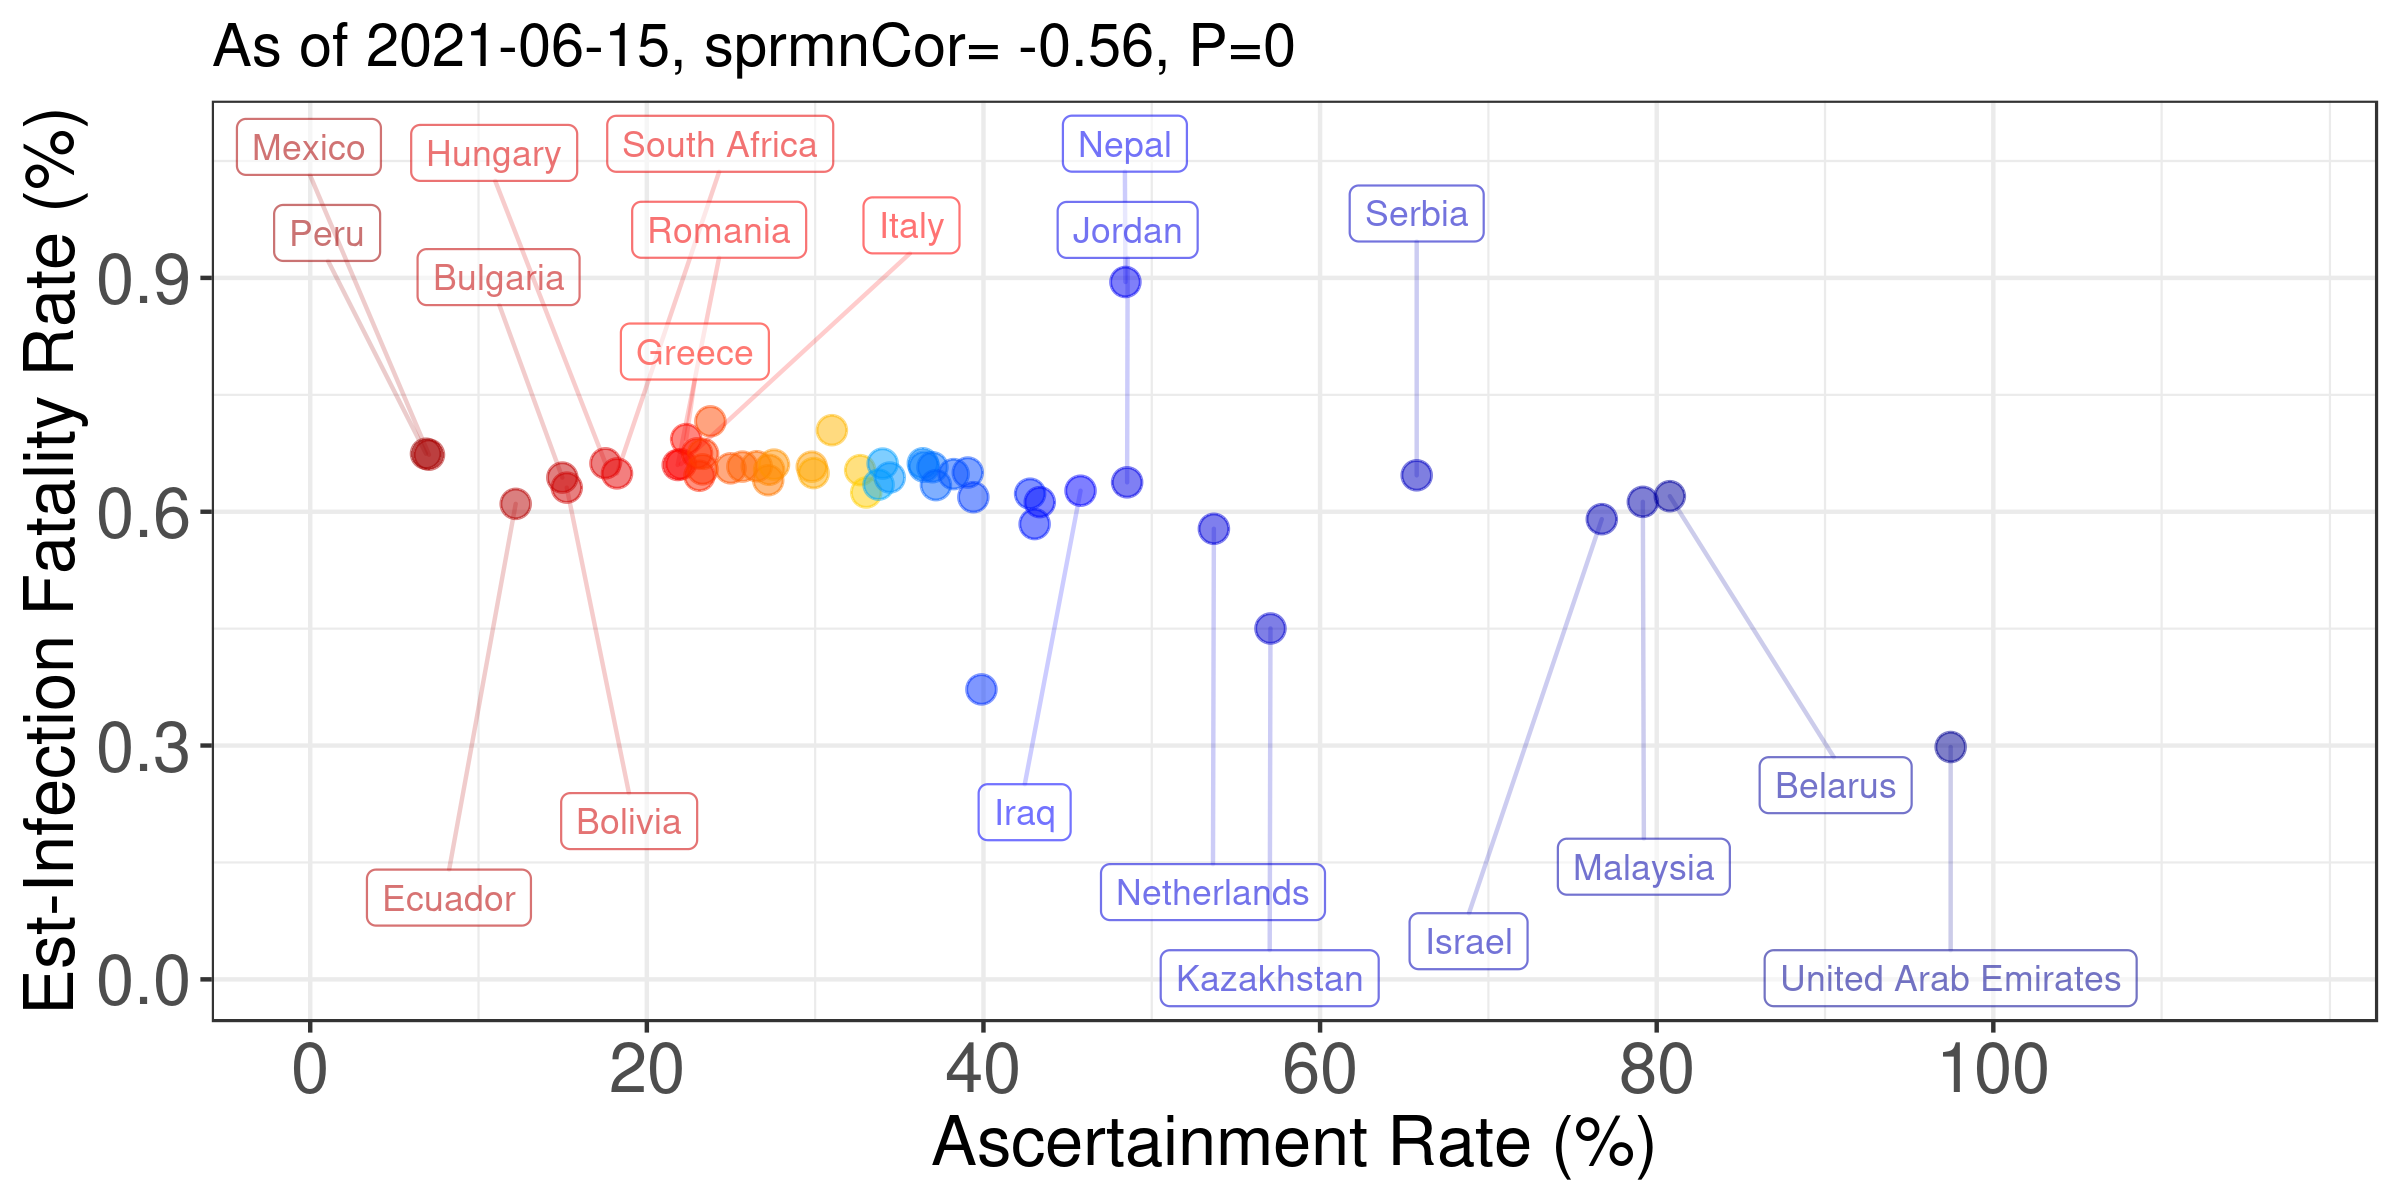 As of 2021-06-15, sprmnCor= -0.56, P=0
Est-Infection Fatality Rate (%)
0.9
0.6
0.3
0.0
Mexico
Hungary
South Africa
Nepal
Peru
Romania
Italy
Jordan
Serbia
Bulgaria
Greece
Iraq
Belarus
Bolivia
Malaysia
Ecuador
Netherlands
Israel
Kazakhstan
United Arab Emirates
0
20
40
60
80
100
Ascertainment Rate (%)